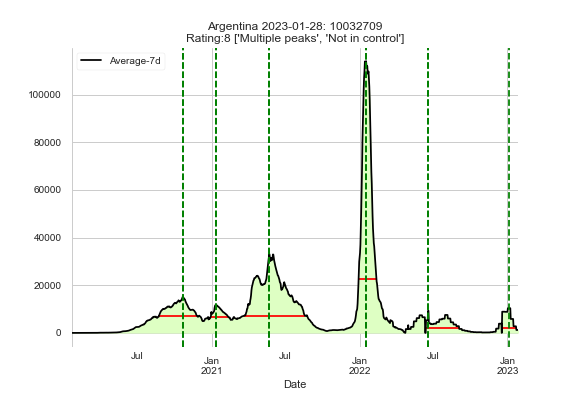 Argentina 2023-01-28: 10032709
Rating:8 ['Multiple peaks', 'Not in control']
Average-7d
100000
80000
60000
40000
20000
0
Jul
Jan
2021
Jul
Jan
2022
Jul
Jan
2023
Date